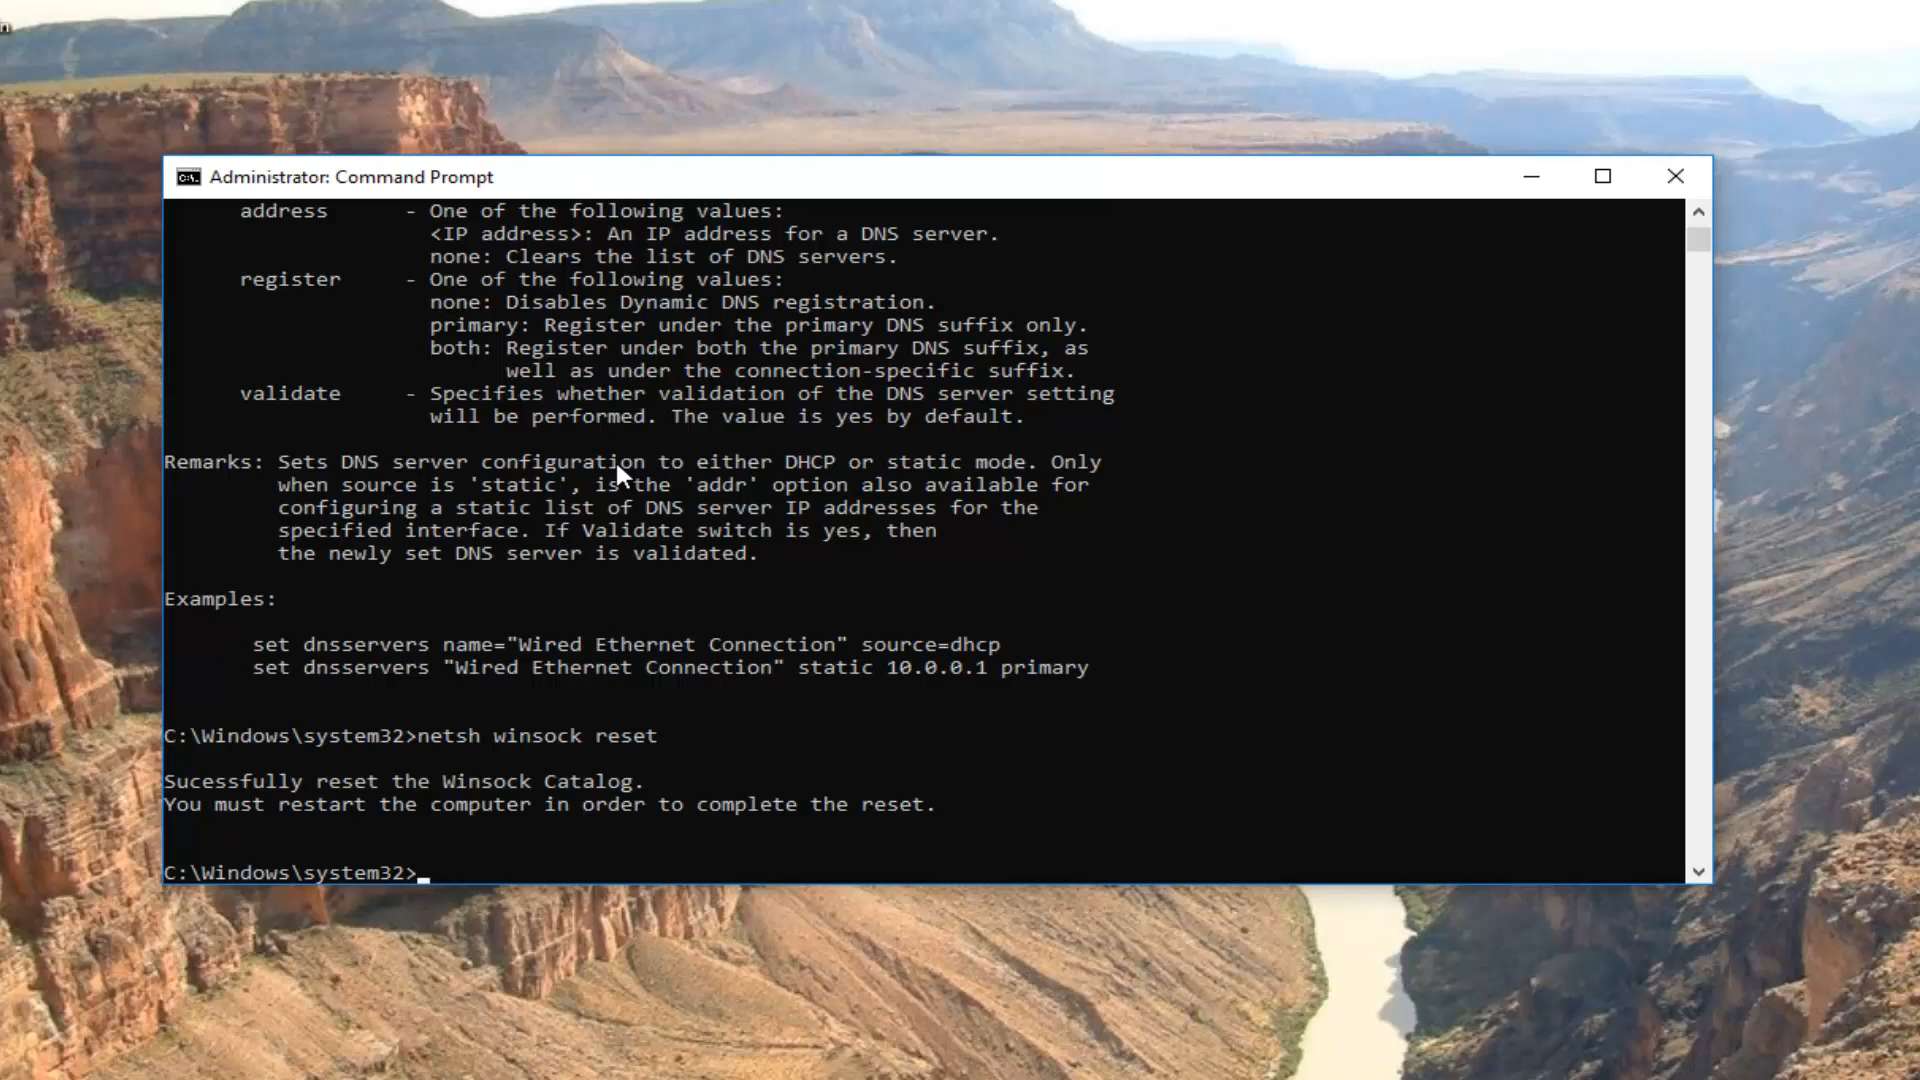 n
Administrator: Command Prompt
address - One of the following values:
<IP address>: An IP address for a DNS server.
none: Clears the list of DNS servers.
register - One of the following values:
none: Disables Dynamic DNS registration.
primary: Register under the primary DNS suffix only.
both: Register under both the primary DNS suffix, as
well as under the connection-specific suffix.
validate - Specifies whether validation of the DNS server setting
will be performed. The value is yes by default.
Remarks: Sets DNS server configuration to either DHCP or static mode. Only
when source is 'static', is the 'addr' option also available for
configuring a static list of DNS server IP addresses for the
specified interface. If Validate switch is yes, then
the newly set DNS server is validated.
Examples:
set dnsservers name="Wired Ethernet Connection" source=dhcp
set dnsservers "Wired Ethernet Connection" static 10.0.0.1 primary
C:\Windows\system32>netsh winsock reset
Sucessfully reset the Winsock Catalog.
You must restart the computer in order to complete the reset.
C:\Windows\system32>